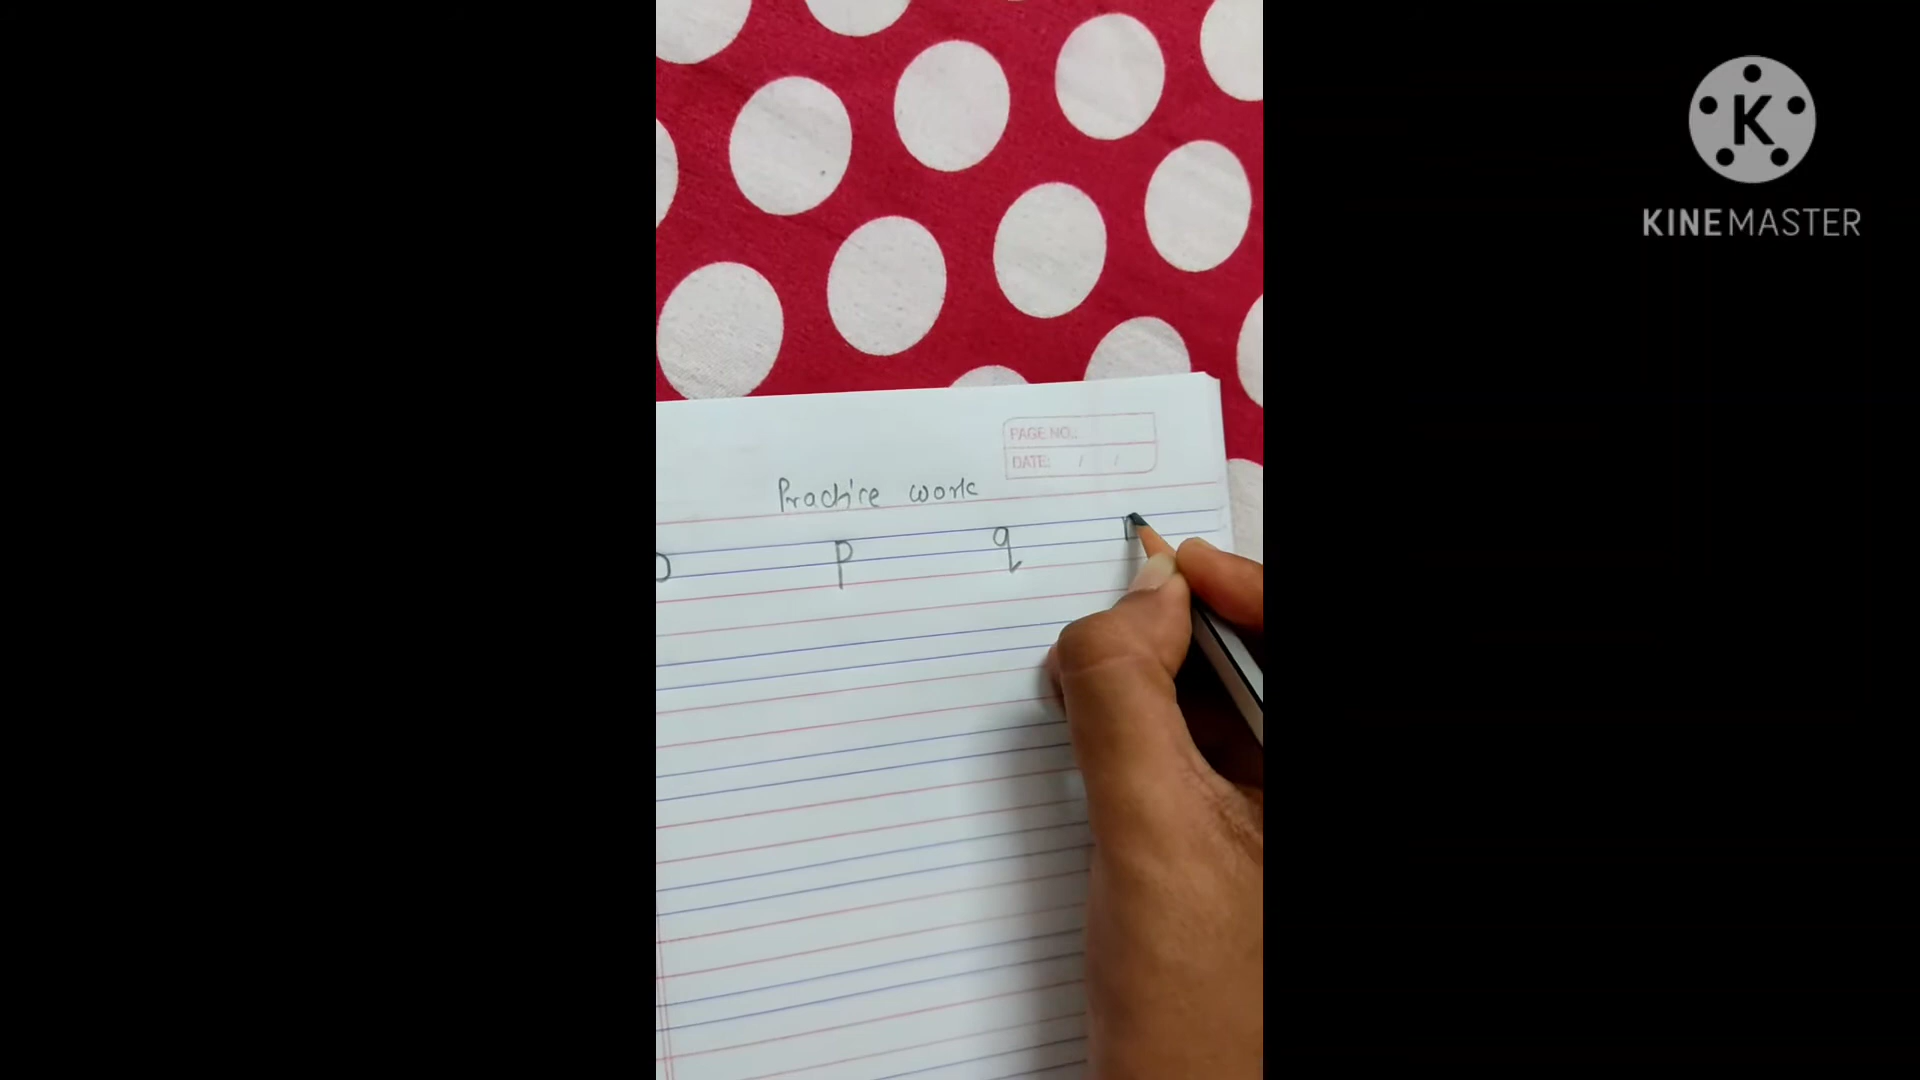 KINEMASTER
PAGE NO.:
DATE: / /
Practice work
o p q r